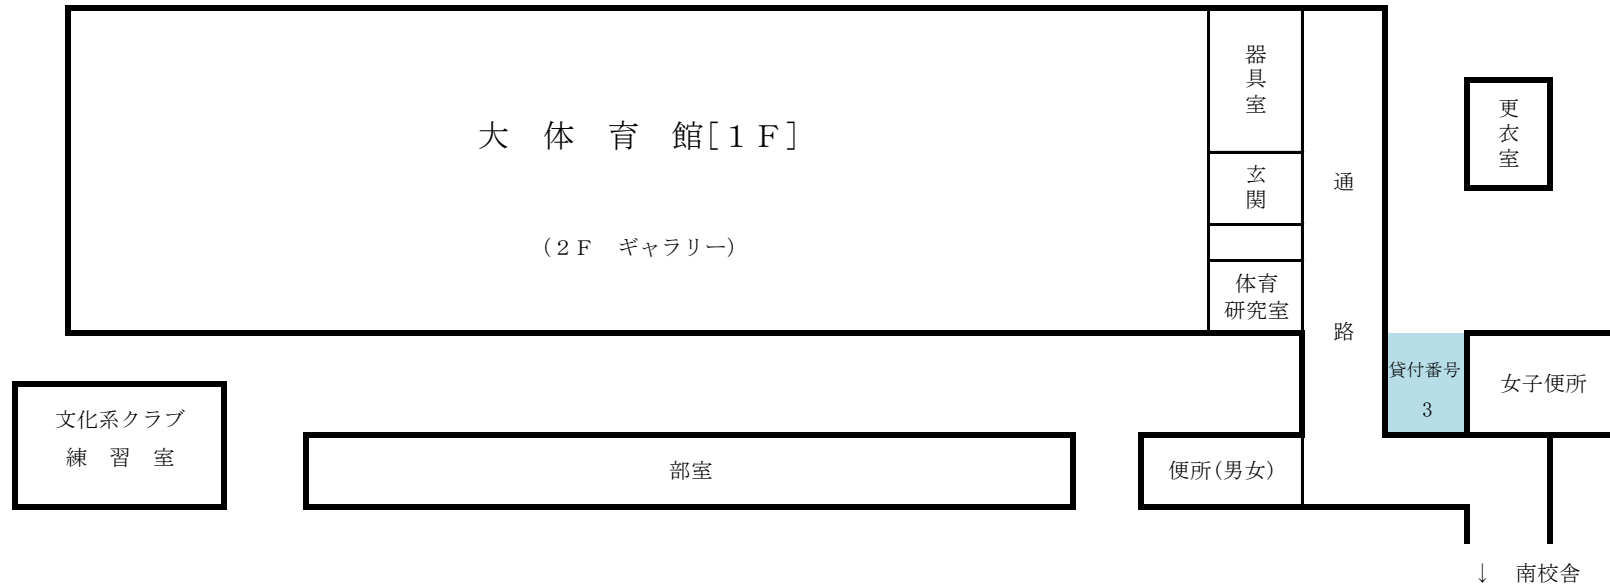 器具室
大　体　育　館[１Ｆ]
更衣室
玄関
通路
（２Ｆ　ギャラリー）
体育
研究室
貸付番号
3
女子便所
文化系クラブ
練　習　室
部室
便所(男女)
↓　南校舎